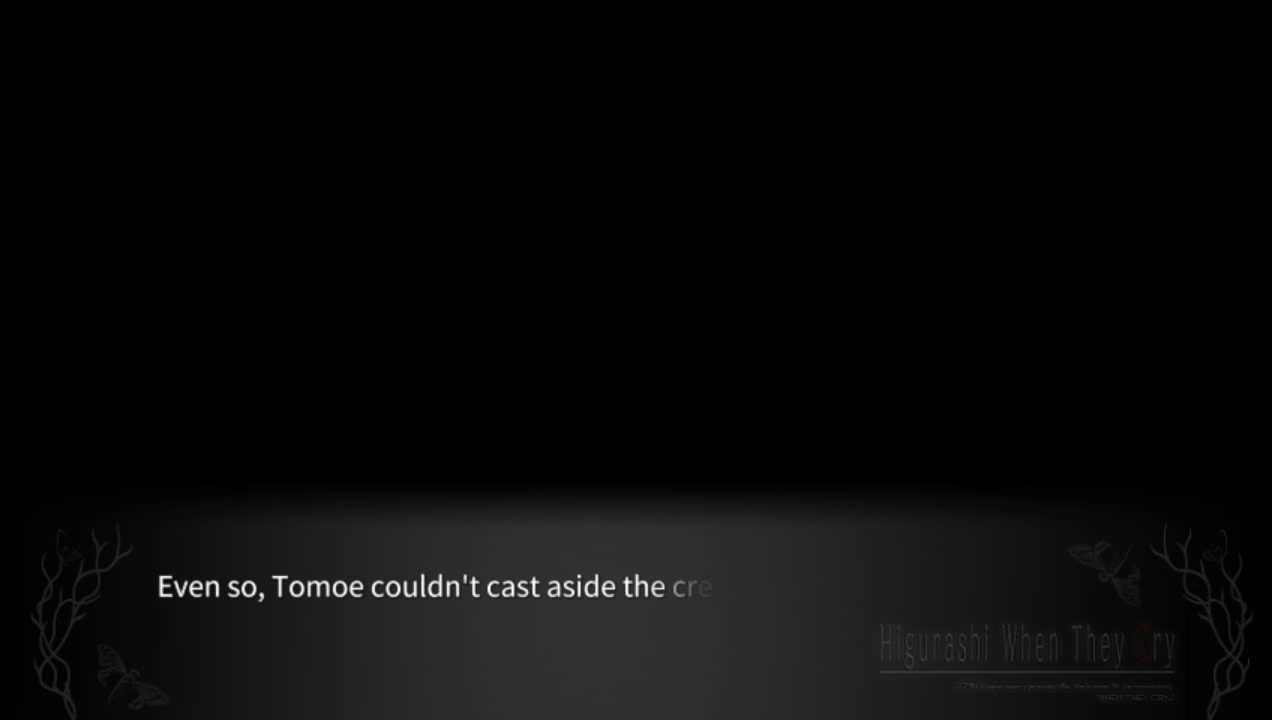 Even so, Tomoe couldn't cast aside the cre
Higurashi When They Cry